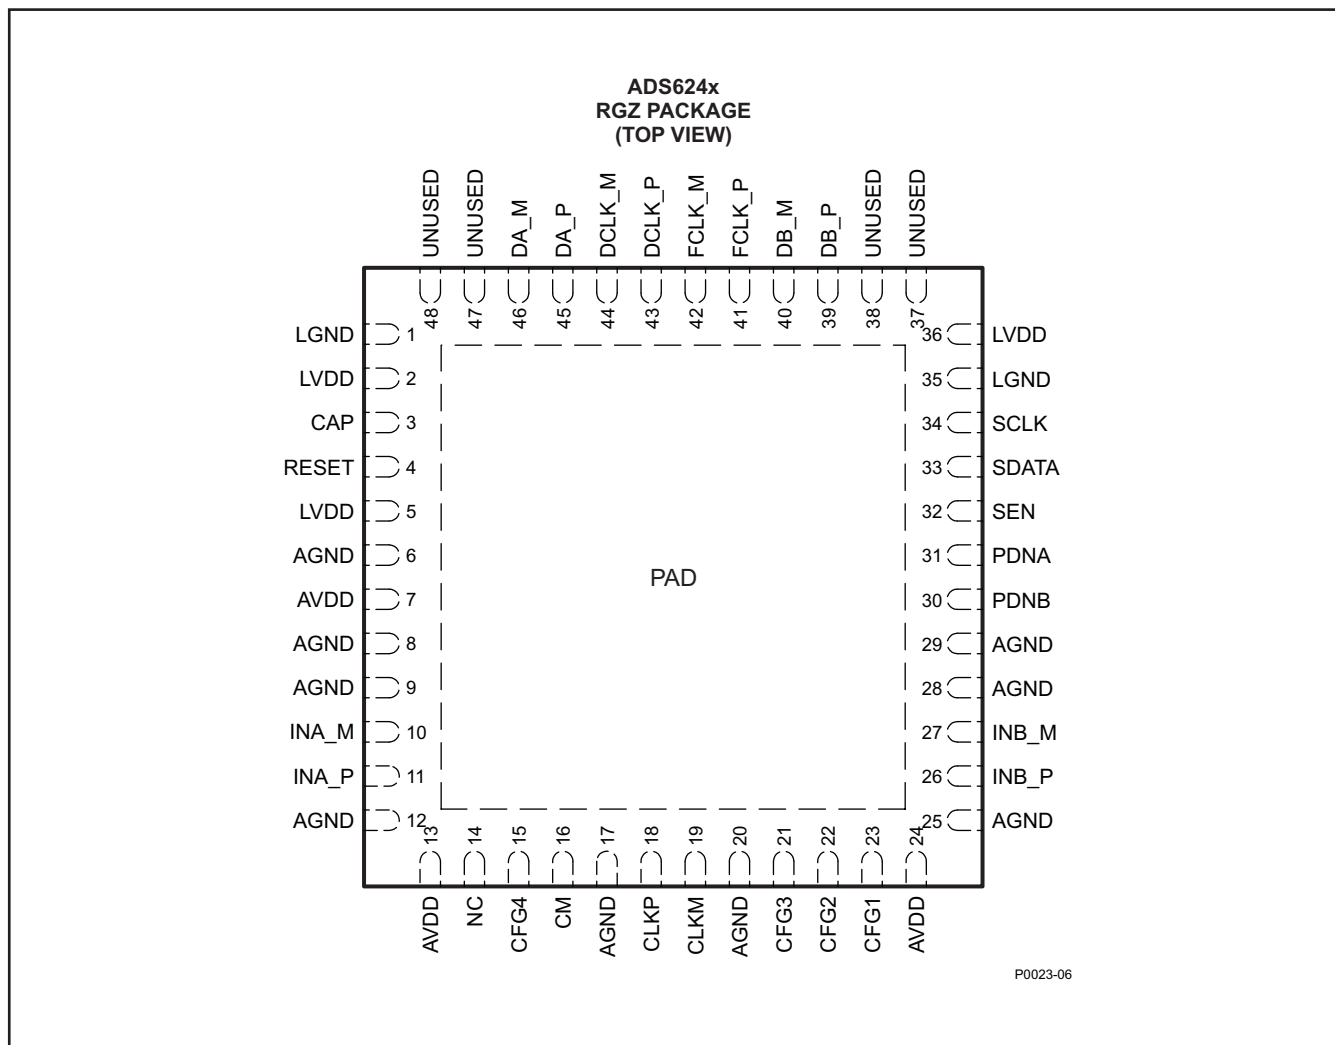 ADS624x
RGZ PACKAGE
(TOP VIEW)
UNUSED
UNUSED
DA_M
DA_P
DCLK_M
DCLK_P
FCLK_M
FCLK_P
DB_M
DB_P
UNUSED
UNUSED
48
47
46
45
44
43
42
41
40
39
38
37
LGND 1
LVDD 2
CAP 3
RESET 4
LVDD 5
AGND 6
AVDD 7
AGND 8
AGND 9
INA_M 10
INA_P 11
AGND 12
PAD
36 LVDD
35 LGND
34 SCLK
33 SDATA
32 SEN
31 PDNA
30 PDNB
29 AGND
28 AGND
27 INB_M
26 INB_P
25 AGND
13
14
15
16
17
18
19
20
21
22
23
24
AVDD
NC
CFG4
CM
AGND
CLKP
CLKM
AGND
CFG3
CFG2
CFG1
AVDD
P0023-06